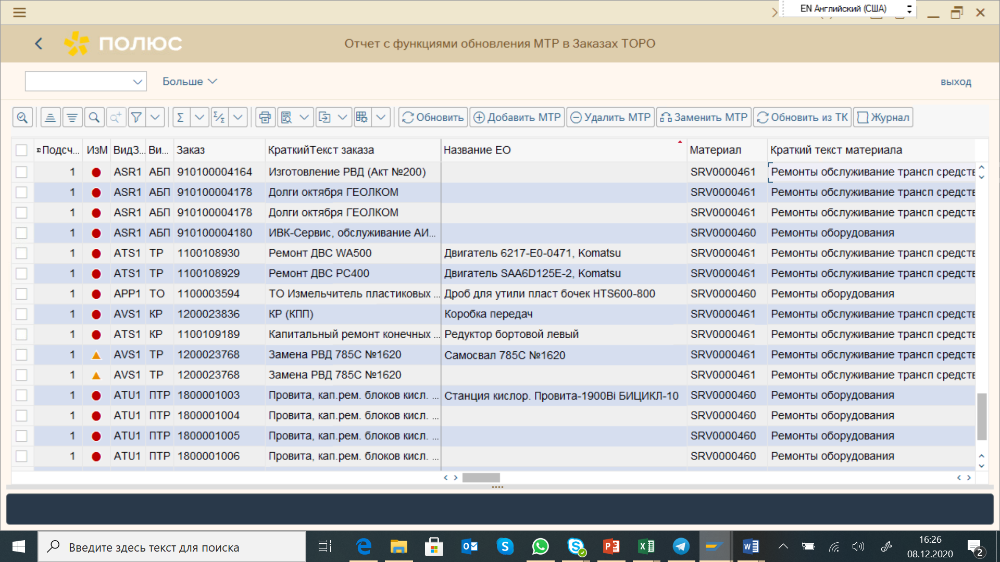 EN Английский (США)
ПОЛЮС
Отчет с функциями обновления МТР в Заказах ТОРО
Больше
выход
Обновить Добавить МТР Удалить МТР Заменить МТР Обновить из ТК Журнал
Подсч... ИзМ ВидЗ... Ви... Заказ КраткийТекст заказа Название ЕО Материал Краткий текст материала
1 ASR1 АБП 910100004164 Изготовление РВД (Акт №200) SRV0000461 Ремонты обслуживание трансп средств
1 ASR1 АБП 910100004178 Долги октября ГЕОЛКОМ SRV0000461 Ремонты обслуживание трансп средств
1 ASR1 АБП 910100004178 Долги октября ГЕОЛКОМ SRV0000461 Ремонты обслуживание трансп средств
1 ASR1 АБП 910100004180 ИВК-Сервис, обслуживание АИ... SRV0000460 Ремонты оборудования
1 ATS1 ТР 1100108930 Ремонт ДВС WA500 Двигатель 6217-E0-0471, Komatsu SRV0000461 Ремонты обслуживание трансп средств
1 ATS1 ТР 1100108929 Ремонт ДВС PC400 Двигатель SAA6D125E-2, Komatsu SRV0000461 Ремонты обслуживание трансп средств
1 APP1 ТО 1100003594 ТО Измельчитель пластиковых ... Дроб для утили пласт бочек HTS600-800 SRV0000460 Ремонты оборудования
1 AVS1 КР 1200023836 КР (КПП) Коробка передач SRV0000461 Ремонты обслуживание трансп средств
1 ATS1 КР 1100109189 Капитальный ремонт конечных ... Редуктор бортовой левый SRV0000461 Ремонты обслуживание трансп средств
1 AVS1 ТР 1200023768 Замена РВД 785С №1620 Самосвал 785С №1620 SRV0000461 Ремонты обслуживание трансп средств
1 AVS1 ТР 1200023768 Замена РВД 785С №1620 SRV0000461 Ремонты обслуживание трансп средств
1 ATU1 ПТР 1800001003 Провита, кап.рем. блоков кисл. ... Станция кислор. Провита-1900Bi БИЦИКЛ-10 SRV0000460 Ремонты оборудования
1 ATU1 ПТР 1800001004 Провита, кап.рем. блоков кисл. ... SRV0000460 Ремонты оборудования
1 ATU1 ПТР 1800001005 Провита, кап.рем. блоков кисл. ... SRV0000460 Ремонты оборудования
1 ATU1 ПТР 1800001006 Провита, кап.рем. блоков кисл. ... SRV0000460 Ремонты оборудования
Введите здесь текст для поиска
16:26
08.12.2020
2